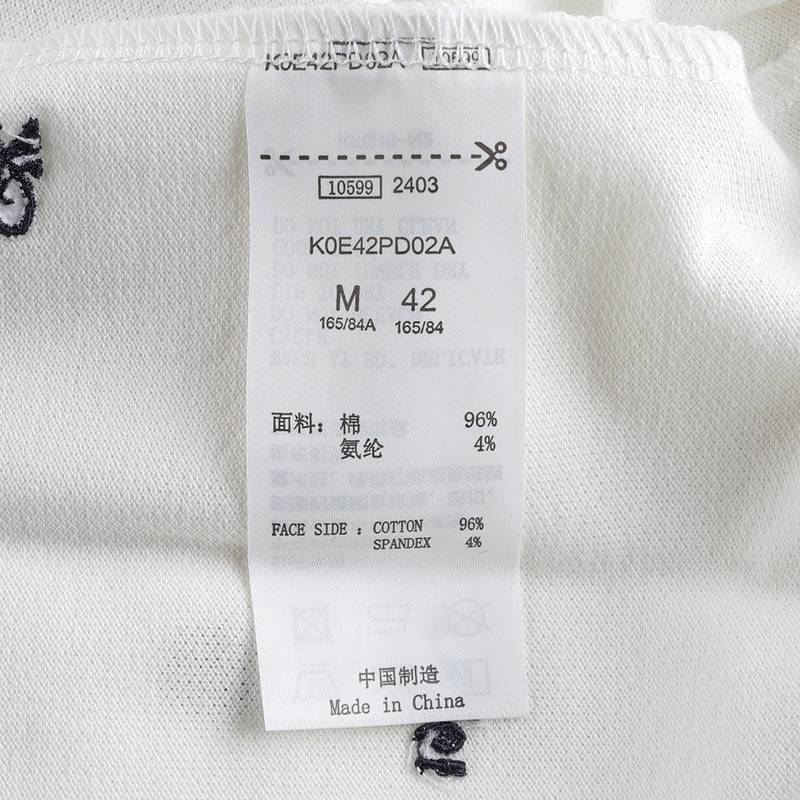 K0E42PD02A 10599
10599 2403
K0E42PD02A
M 42
165/84A 165/84
面料：棉 96%
氨纶 4%
FACE SIDE : COTTON 96%
SPANDEX 4%
中国制造
Made in China